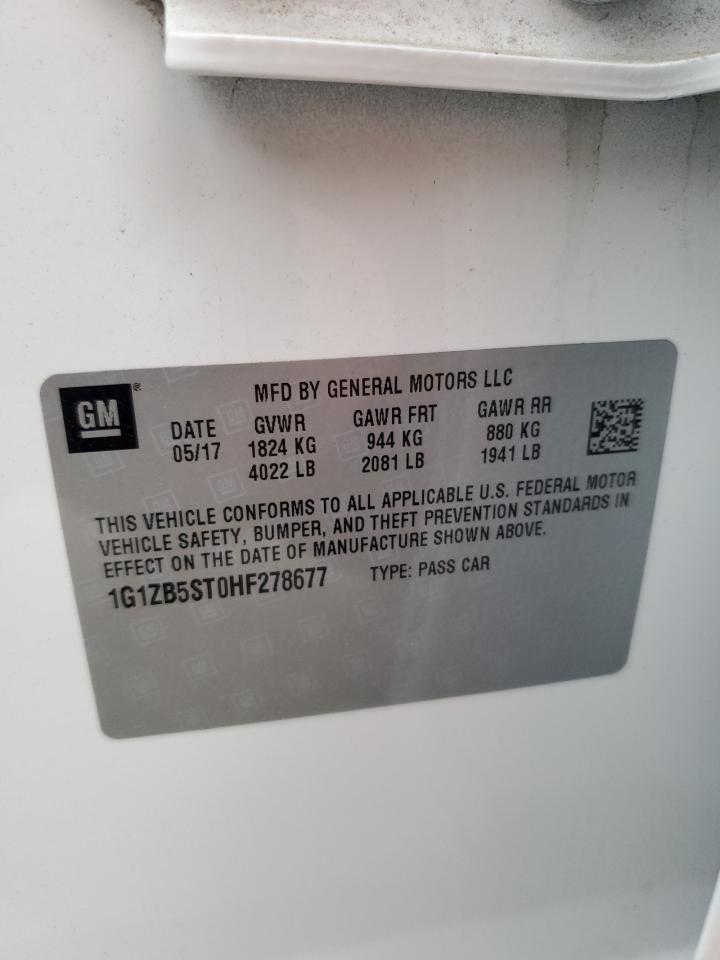 GM ®
MFD BY GENERAL MOTORS LLC
DATE GVWR GAWR FRT GAWR RR
05/17 1824 KG 944 KG 880 KG
4022 LB 2081 LB 1941 LB
THIS VEHICLE CONFORMS TO ALL APPLICABLE U.S. FEDERAL MOTOR
VEHICLE SAFETY, BUMPER, AND THEFT PREVENTION STANDARDS IN
EFFECT ON THE DATE OF MANUFACTURE SHOWN ABOVE.
1G1ZB5ST0HF278677 TYPE: PASS CAR